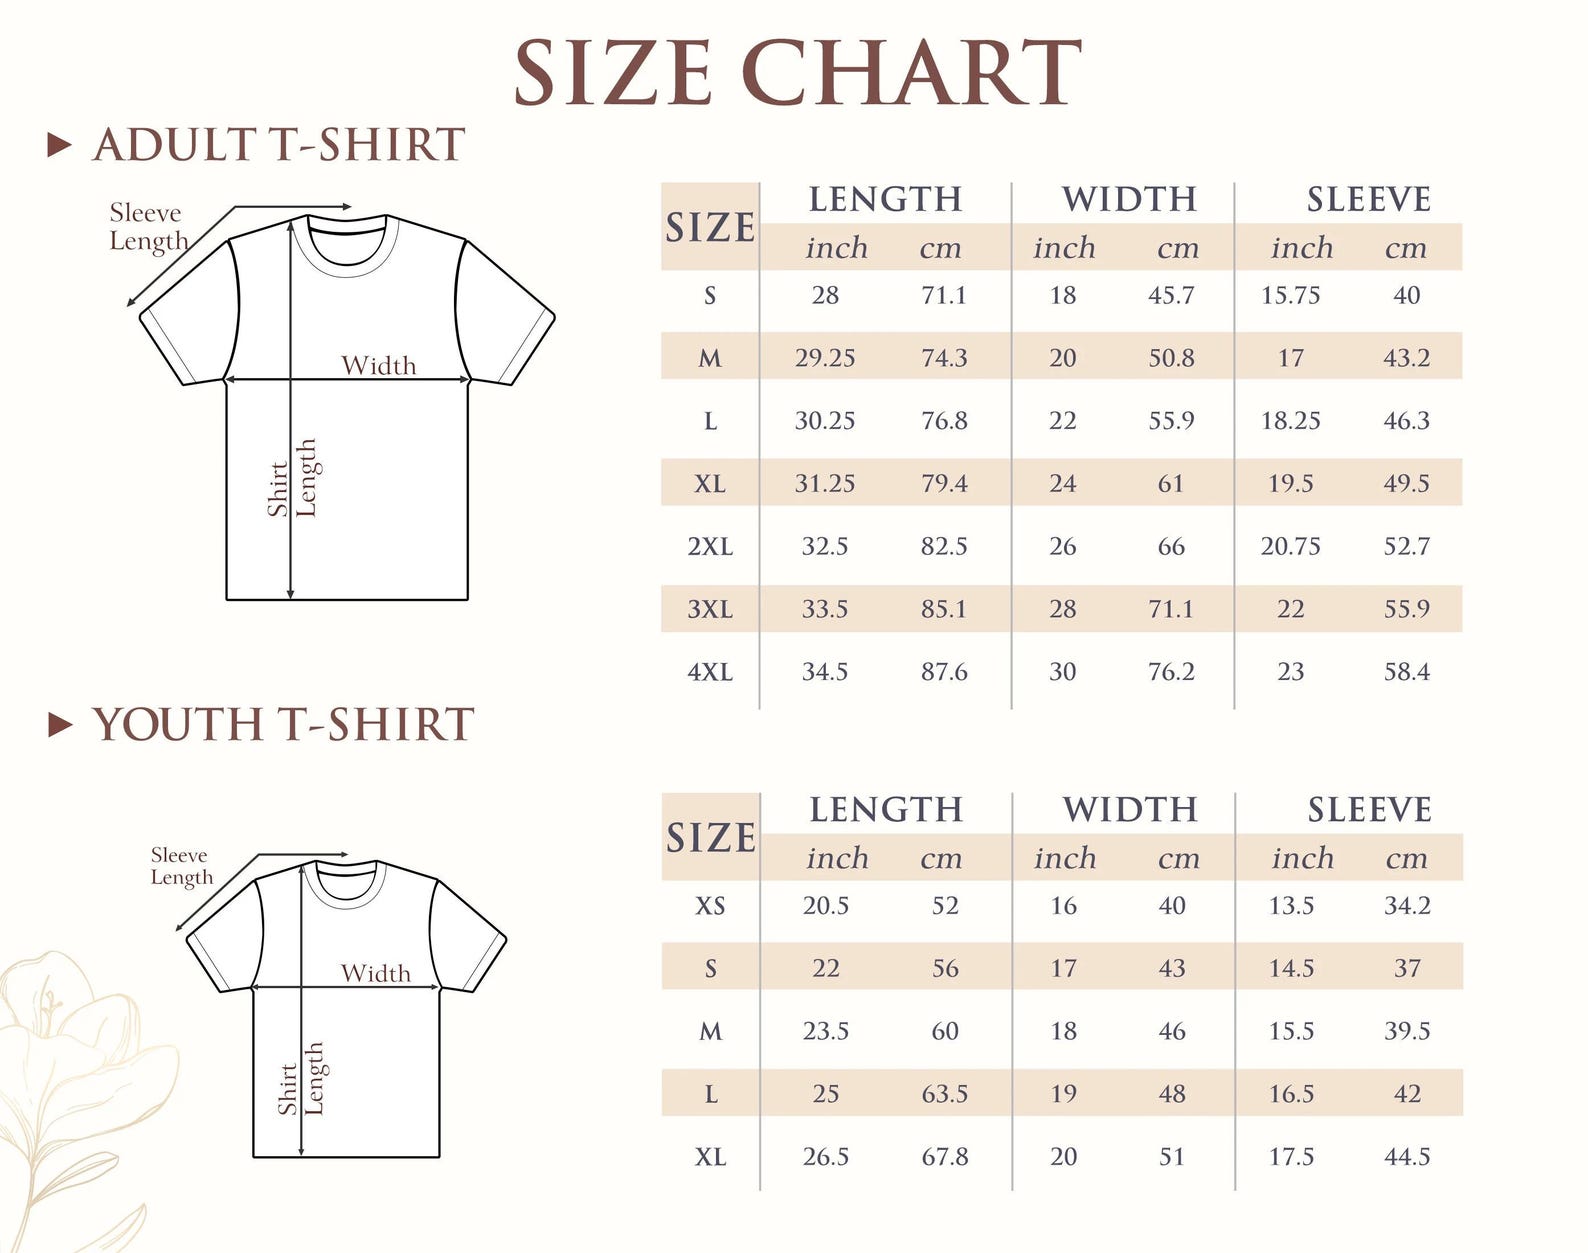 SIZE CHART
► ADULT T-SHIRT
Sleeve
Length
Width
Shirt
Length
SIZE LENGTH WIDTH SLEEVE
inch cm inch cm inch cm
S 28 71.1 18 45.7 15.75 40
M 29.25 74.3 20 50.8 17 43.2
L 30.25 76.8 22 55.9 18.25 46.3
XL 31.25 79.4 24 61 19.5 49.5
2XL 32.5 82.5 26 66 20.75 52.7
3XL 33.5 85.1 28 71.1 22 55.9
4XL 34.5 87.6 30 76.2 23 58.4
► YOUTH T-SHIRT
Sleeve
Length
Width
Shirt
Length
SIZE LENGTH WIDTH SLEEVE
inch cm inch cm inch cm
XS 20.5 52 16 40 13.5 34.2
S 22 56 17 43 14.5 37
M 23.5 60 18 46 15.5 39.5
L 25 63.5 19 48 16.5 42
XL 26.5 67.8 20 51 17.5 44.5